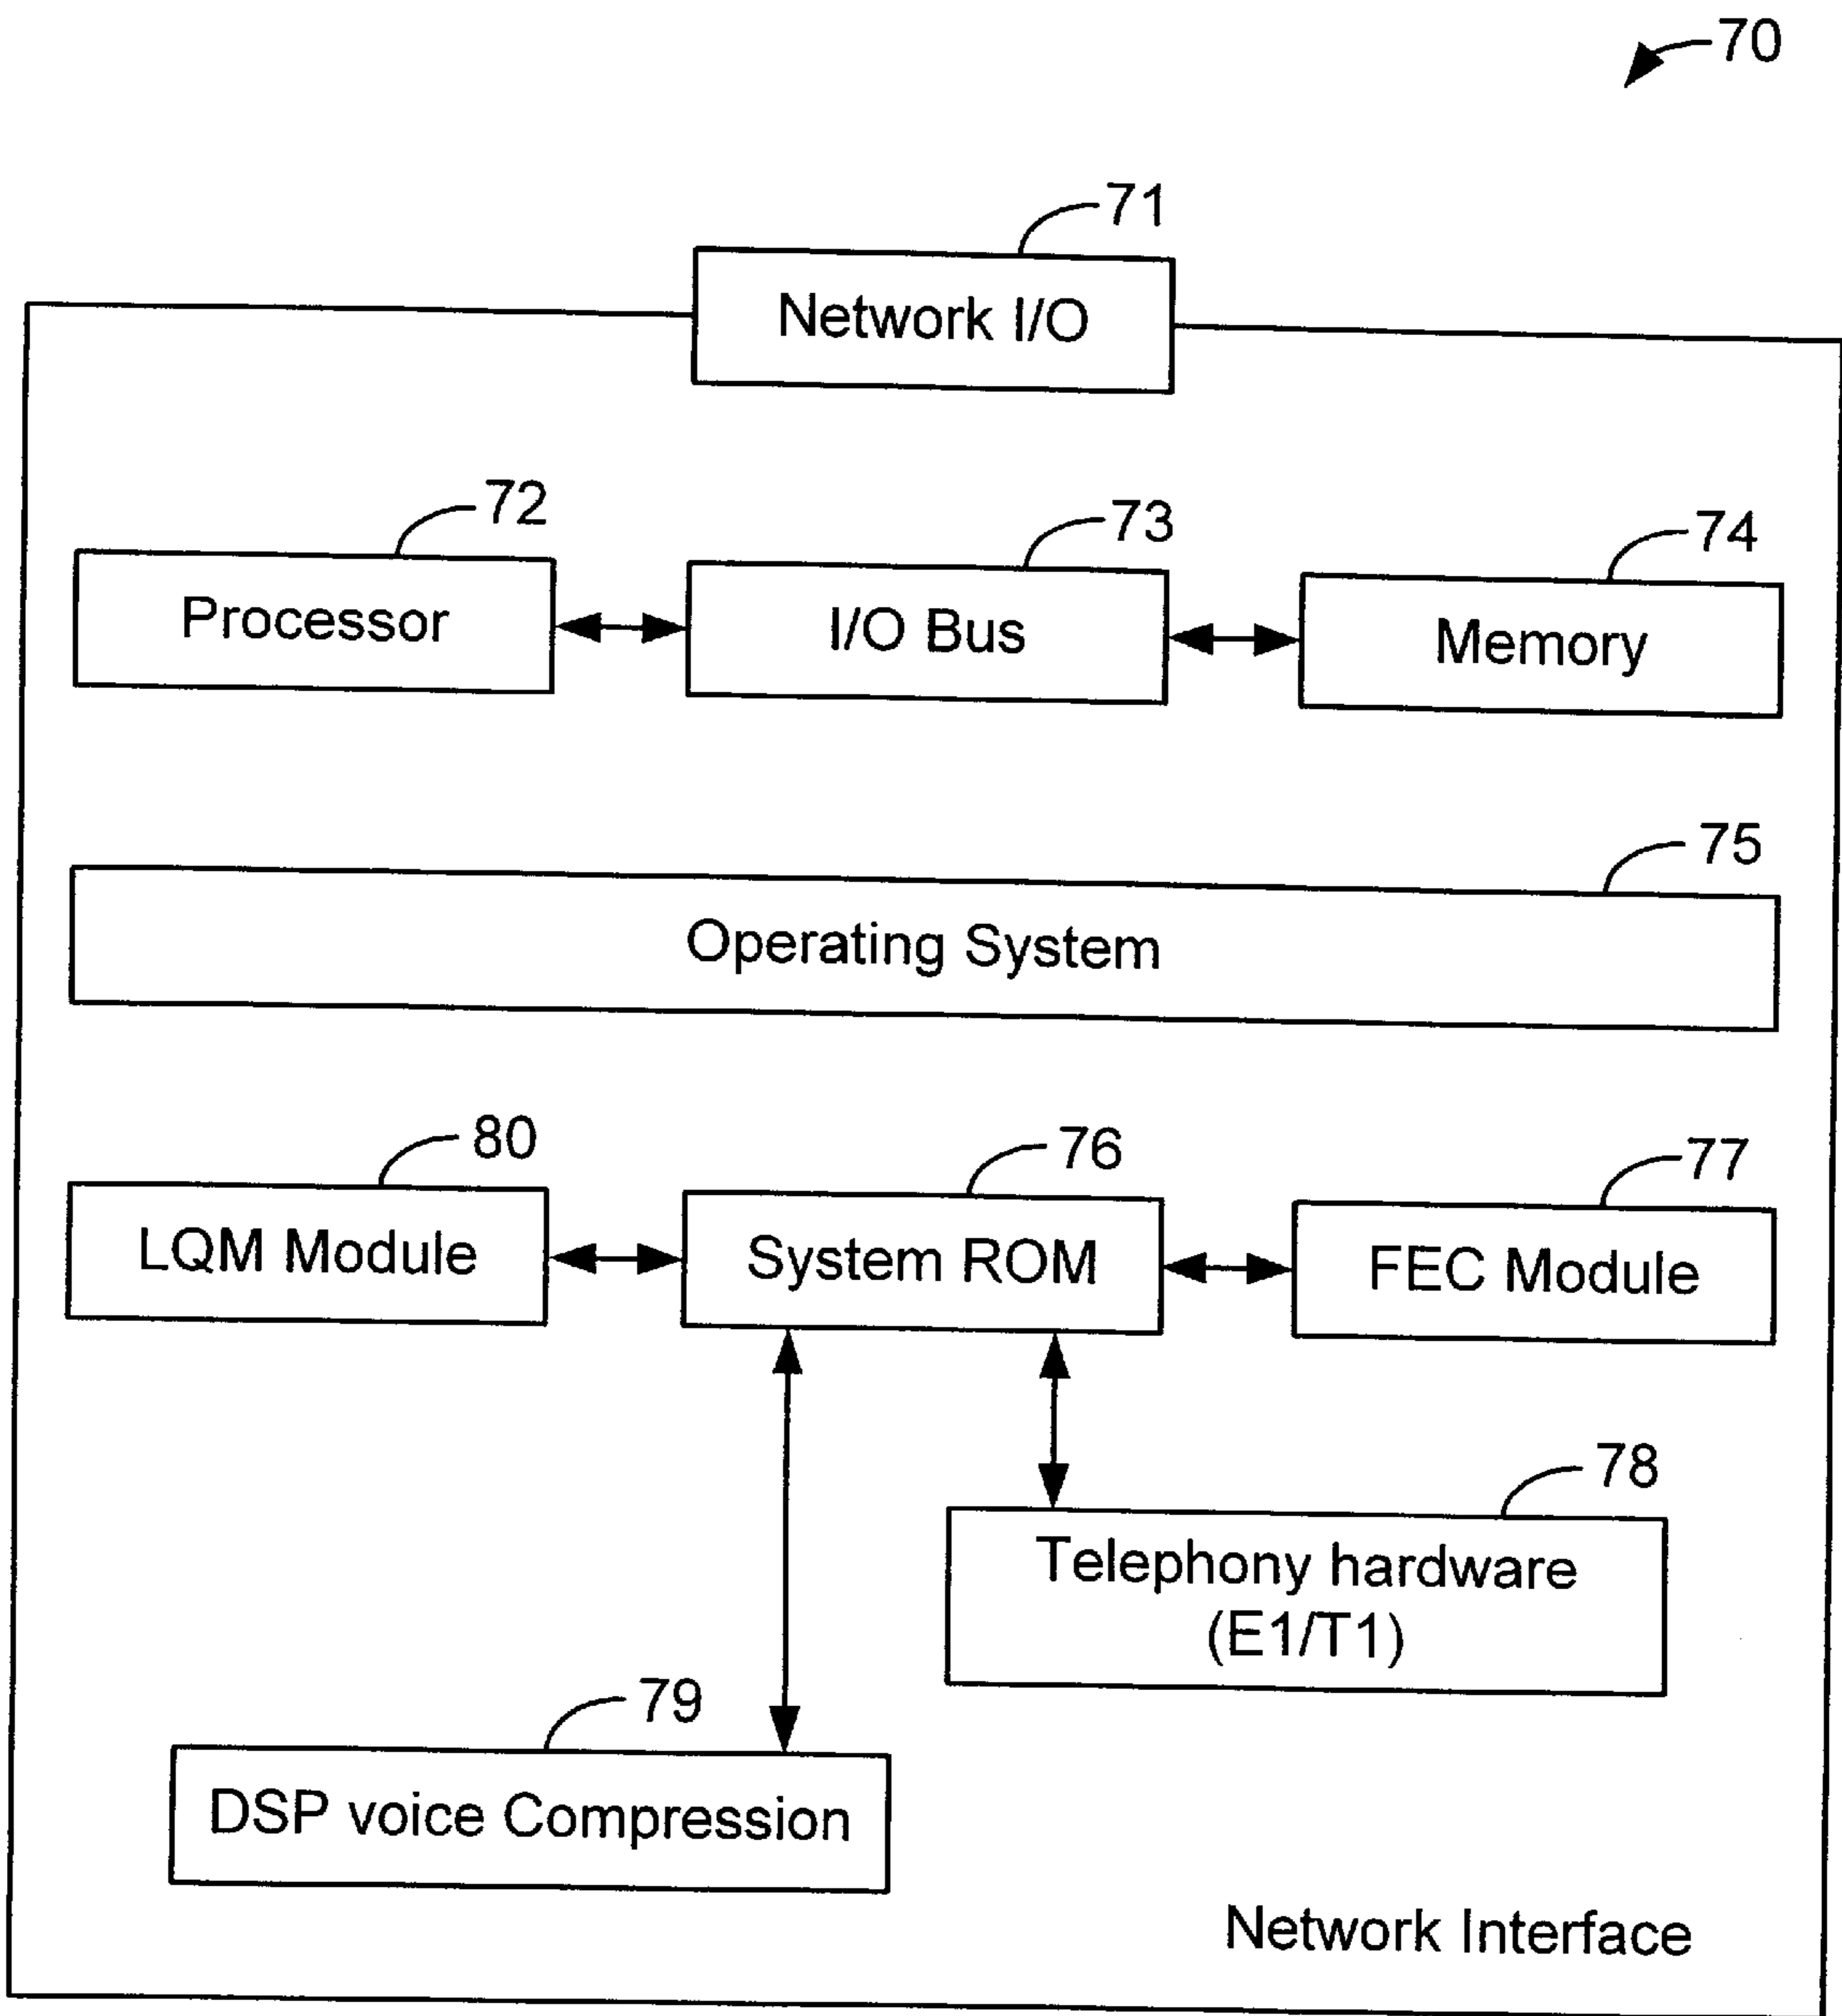 70
71
Network I/O
72
73
74
Processor
I/O Bus
Memory
75
Operating System
80
76
77
LQM Module
System ROM
FEC Module
78
Telephony hardware
(E1/T1)
79
DSP voice Compression
Network Interface